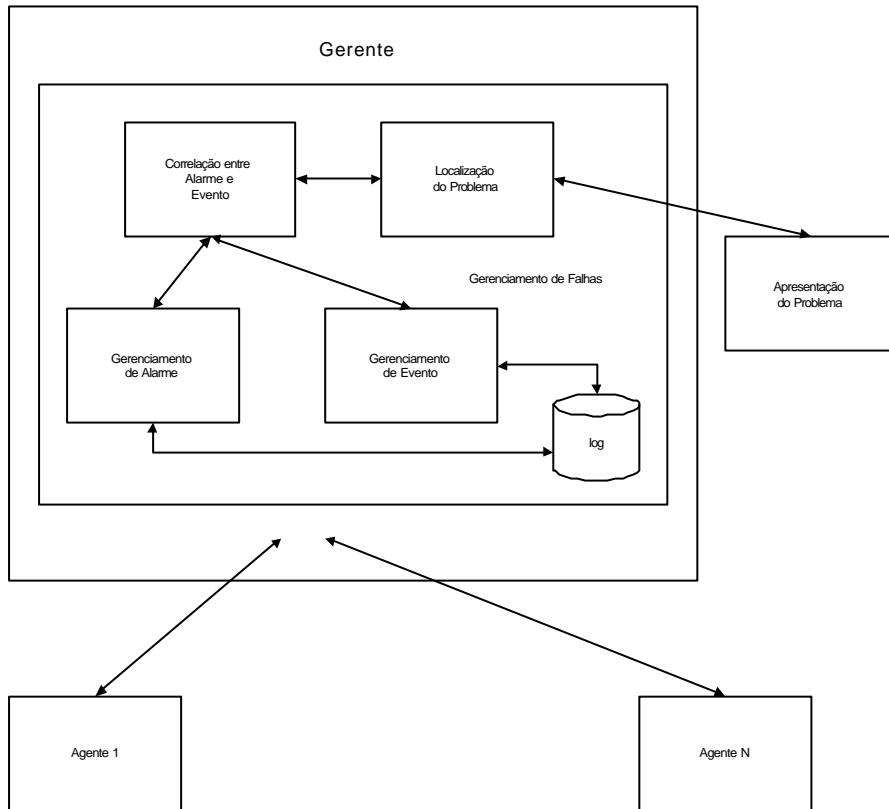 Gerente
Correlação entre
Alarme e
Evento
Localização
do Problema
Gerenciamento de Falhas
Apresentação
do Problema
Gerenciamento
de Alarme
Gerenciamento
de Evento
log
Agente 1
Agente N